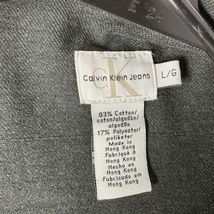 CK
Calvin Klein Jeans
L/G
83% Cotton/
coton/algodón/
algodão
17% Polyester/
poliéster
Made in
Hong Kong
Fabriqué à
Hong Kong
Hecho en
Hong Kong
Fabricado em
Hong Kong